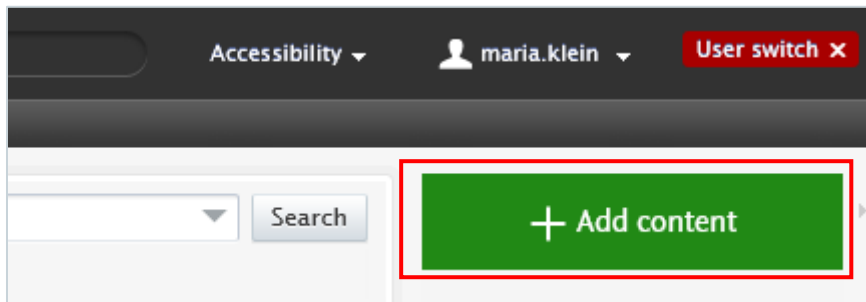 Accessibility maria.klein User switch ×
Search
+ Add content